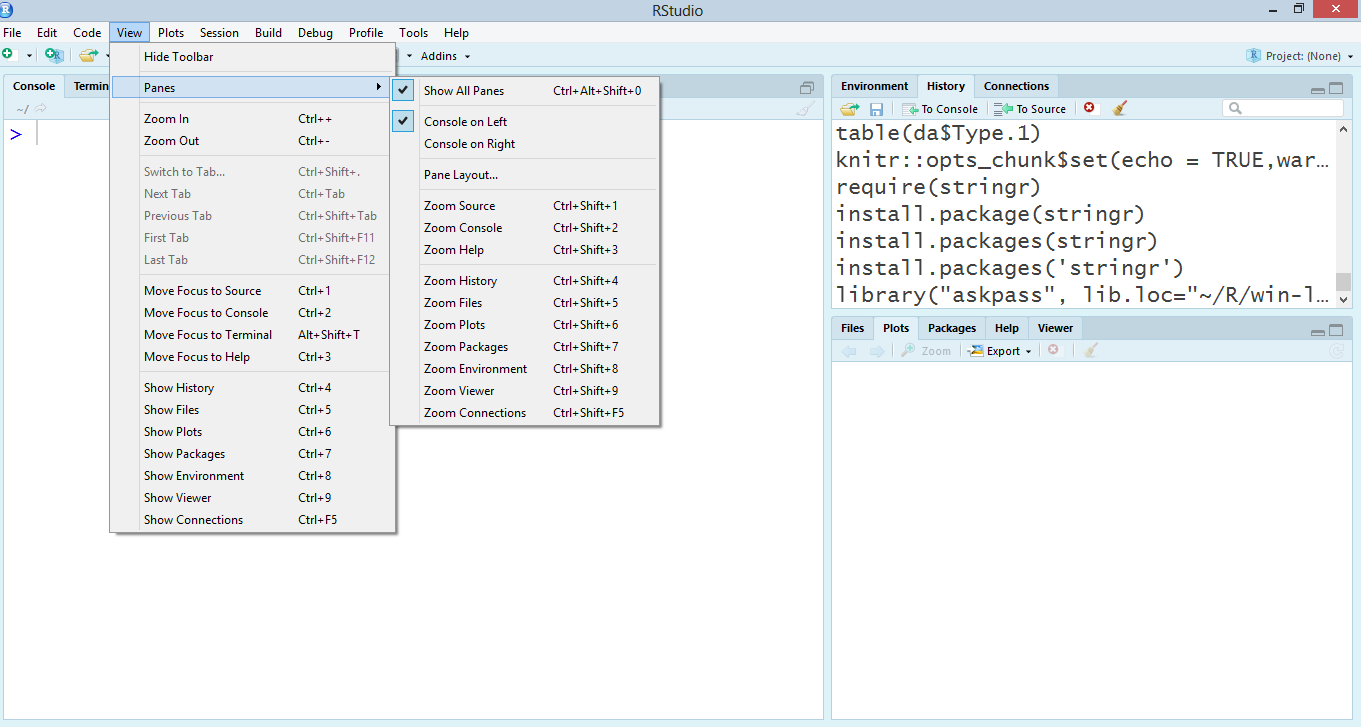 RStudio
File Edit Code View Plots Session Build Debug Profile Tools Help
Addins
Project: (None)
Hide Toolbar
Panes
Zoom In Ctrl++
Zoom Out Ctrl+-
Switch to Tab... Ctrl+Shift+.
Next Tab Ctrl+Tab
Previous Tab Ctrl+Shift+Tab
First Tab Ctrl+Shift+F11
Last Tab Ctrl+Shift+F12
Move Focus to Source Ctrl+1
Move Focus to Console Ctrl+2
Move Focus to Terminal Alt+Shift+T
Move Focus to Help Ctrl+3
Show History Ctrl+4
Show Files Ctrl+5
Show Plots Ctrl+6
Show Packages Ctrl+7
Show Environment Ctrl+8
Show Viewer Ctrl+9
Show Connections Ctrl+F5
Show All Panes Ctrl+Alt+Shift+0
Console on Left
Console on Right
Pane Layout...
Zoom Source Ctrl+Shift+1
Zoom Console Ctrl+Shift+2
Zoom Help Ctrl+Shift+3
Zoom History Ctrl+Shift+4
Zoom Files Ctrl+Shift+5
Zoom Plots Ctrl+Shift+6
Zoom Packages Ctrl+Shift+7
Zoom Environment Ctrl+Shift+8
Zoom Viewer Ctrl+Shift+9
Zoom Connections Ctrl+Shift+F5
Console Termin
~/
>
Environment History Connections
To Console To Source
table(da$Type.1)
knitr::opts_chunk$set(echo = TRUE,war...
require(stringr)
install.package(stringr)
install.packages(stringr)
install.packages('stringr')
library("askpass", lib.loc="~/R/win-l...
Files Plots Packages Help Viewer
Zoom Export